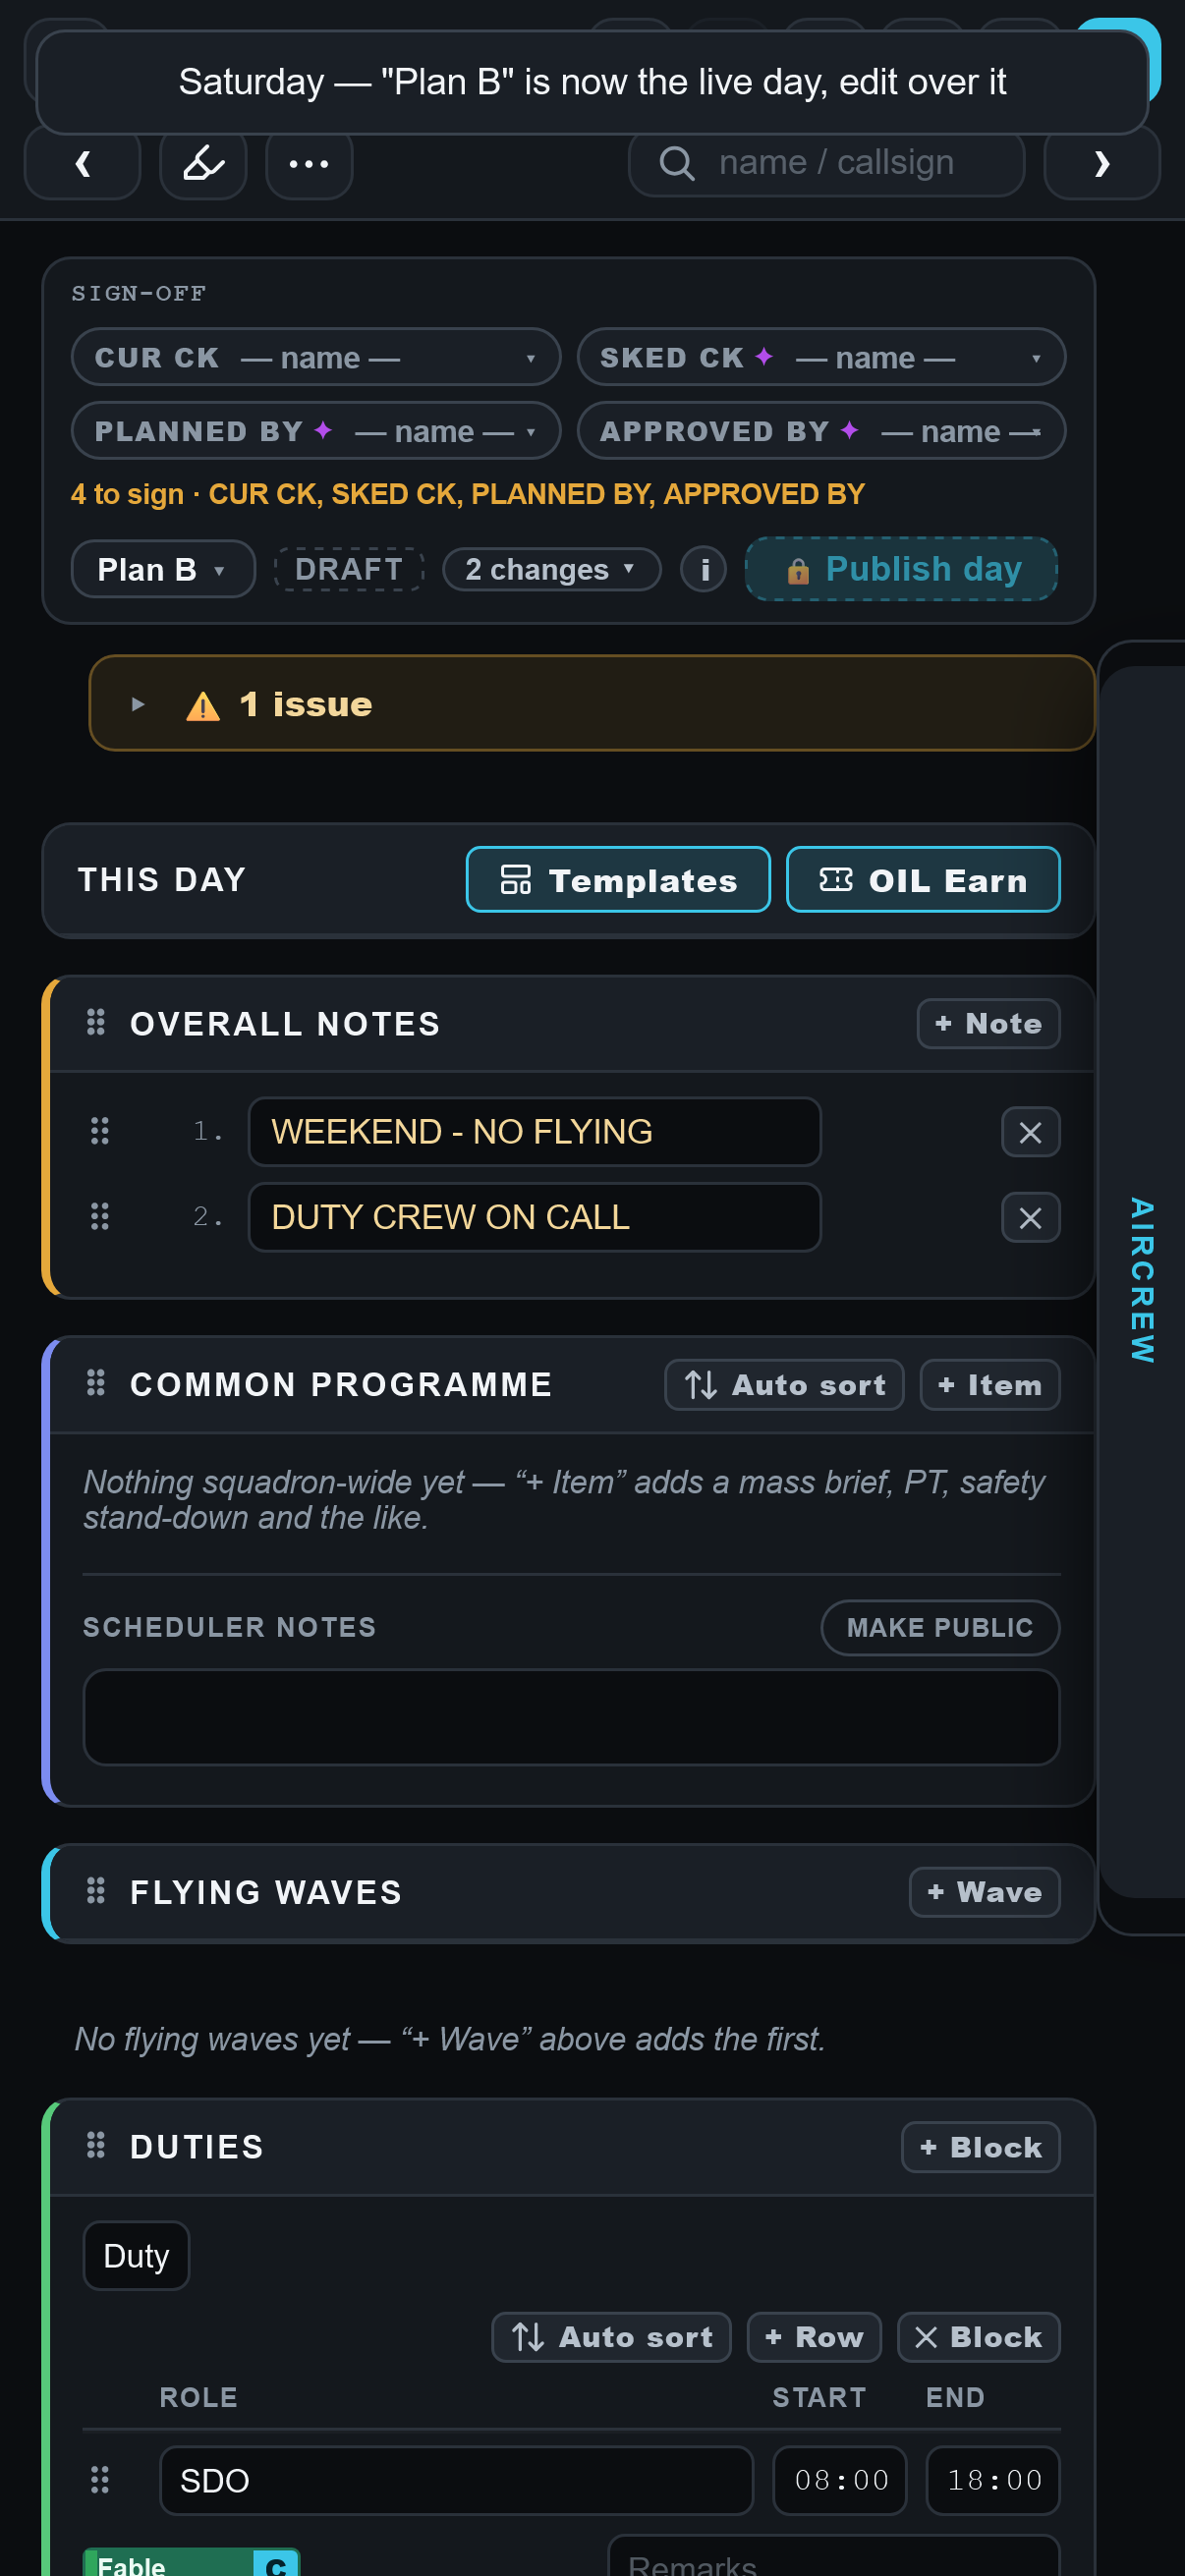 Saturday — "Plan B" is now the live day, edit over it
name / callsign
SIGN-OFF
CUR CK — name —
SKED CK — name —
PLANNED BY — name —
APPROVED BY — name —
4 to sign · CUR CK, SKED CK, PLANNED BY, APPROVED BY
Plan B DRAFT 2 changes i Publish day
1 issue
THIS DAY Templates OIL Earn
OVERALL NOTES + Note
1. WEEKEND - NO FLYING
2. DUTY CREW ON CALL
AIRCREW
COMMON PROGRAMME Auto sort + Item
Nothing squadron-wide yet — “+ Item” adds a mass brief, PT, safety
stand-down and the like.
SCHEDULER NOTES MAKE PUBLIC
FLYING WAVES + Wave
No flying waves yet — “+ Wave” above adds the first.
DUTIES + Block
Duty
Auto sort + Row × Block
ROLE START END
SDO 08:00 18:00
Fable C Remarks